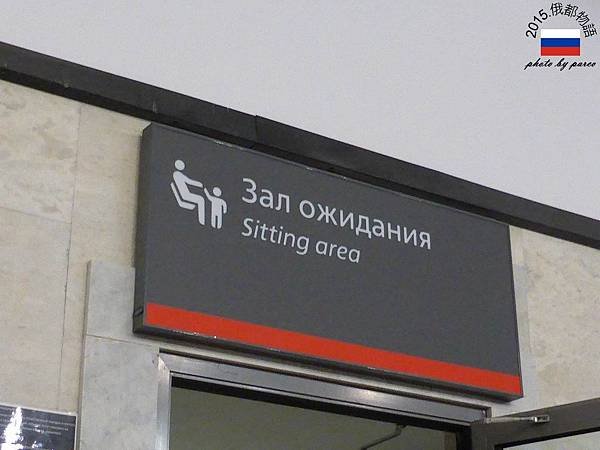 2015.俄都物語
photo by parco
Зал ожидания
Sitting area